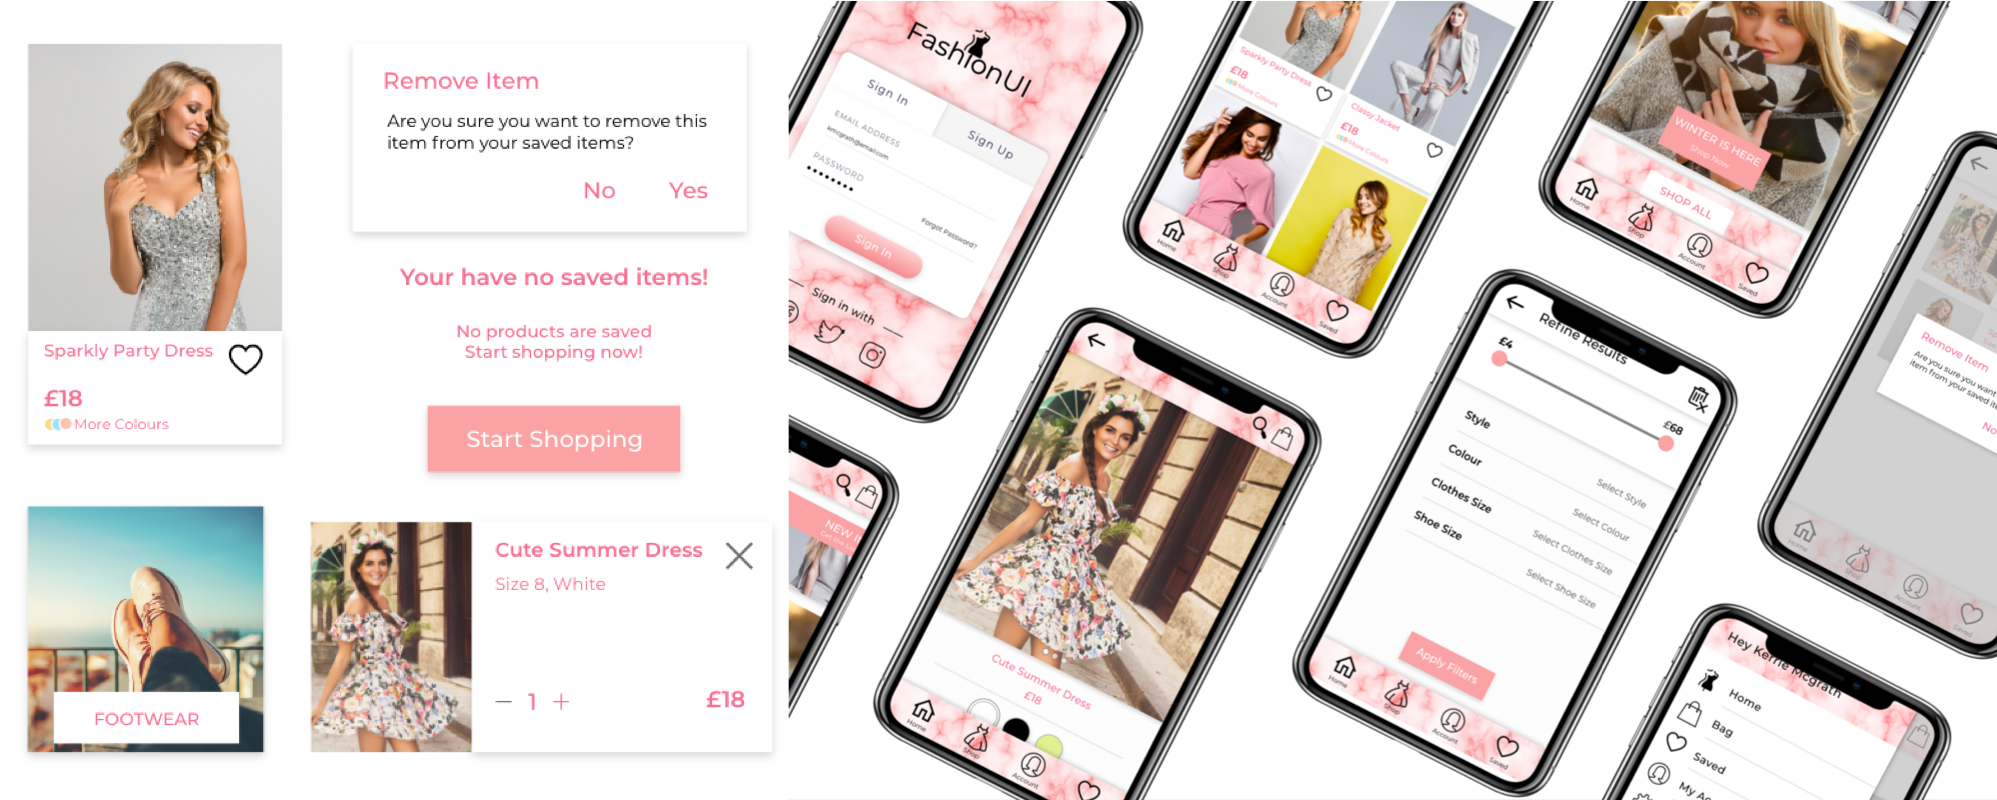 Sparkly Party Dress
£18
More Colours
Remove Item
Are you sure you want to remove this
item from your saved items?
No Yes
Your have no saved items!
No products are saved
Start shopping now!
Start Shopping
FOOTWEAR
Cute Summer Dress
Size 8, White
1
£18
FashionUI
Sign In
Sign Up
EMAIL ADDRESS
kmcgrath@email.com
PASSWORD
Forgot Password?
Sign in
Sign in with
Sparkly Party Dress
£18
More Colours
Classy Jacket
£18
More Colours
Home
Shop
Account
Saved
WINTER IS HERE
Shop Now
SHOP ALL
Home
Shop
Account
Saved
Remove Item
Are you sure you want
item from your saved
No
Home
Shop
Account
Saved
NEW
Cute Summer Dress
£18
Home
Shop
Account
Refine Results
£4
£68
Style
Select Style
Colour
Select Colour
Clothes Size
Select Clothes Size
Shoe Size
Select Shoe Size
Apply Filters
Home
Shop
Account
Saved
Hey Kerrie Mcgrath
Home
Bag
Saved
My